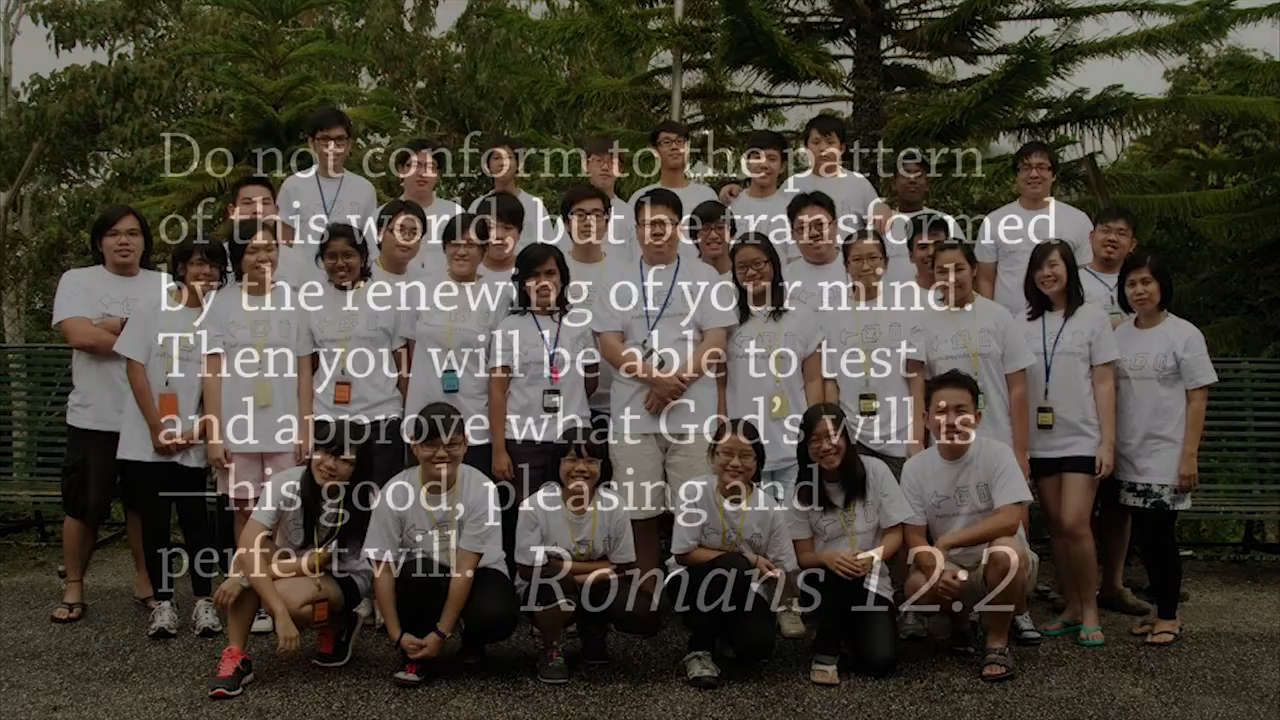 Do not conform to the pattern
of this world, but be transformed
by the renewing of your mind.
Then you will be able to test
and approve what God's will is
—his good, pleasing and
perfect will. Romans 12:2